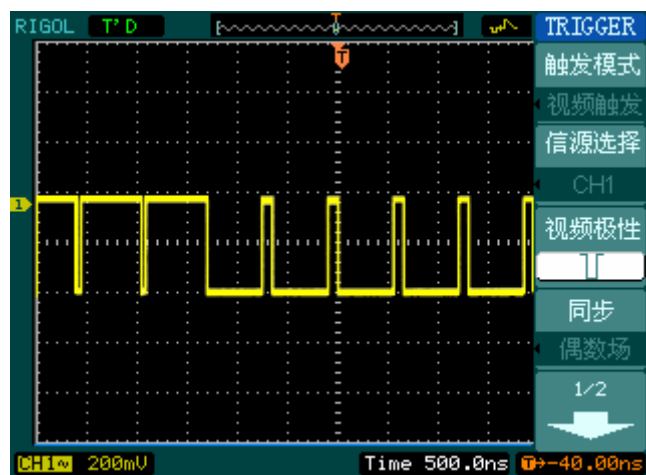 RIGOL T'D TRIGGER
T
触发模式
视频触发
信源选择
1
CH1
视频极性
同步
偶数场
1/2
CH1~ 200mV Time 500.0ns T→-40.00ns